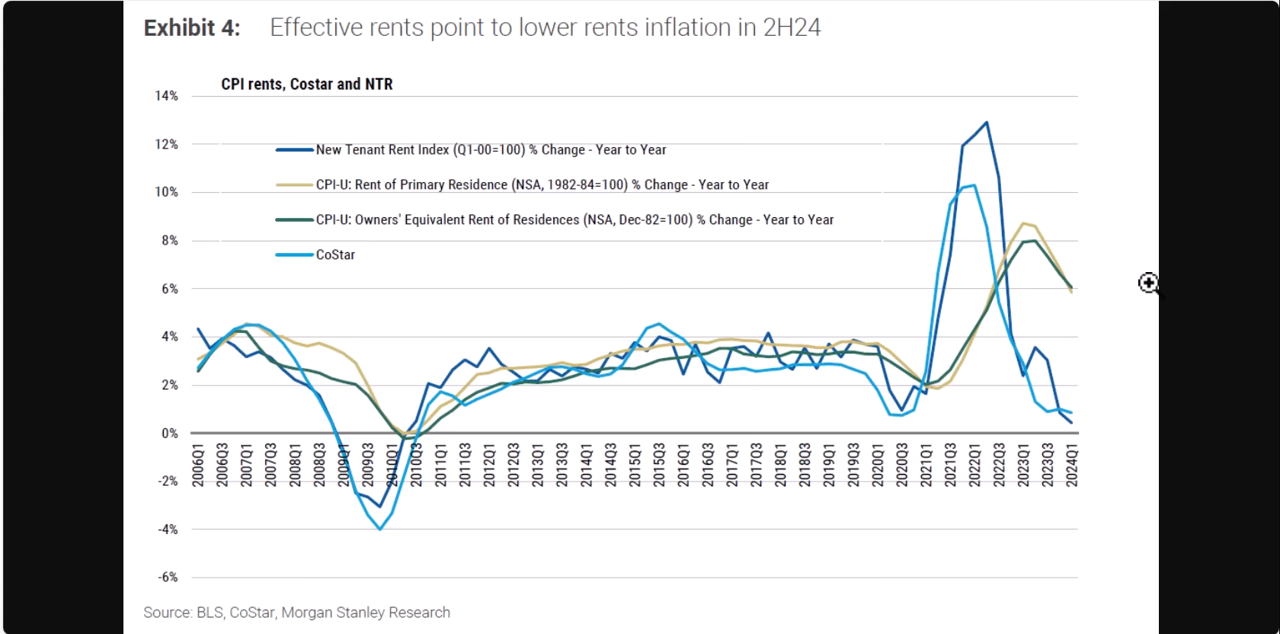 Exhibit 4: Effective rents point to lower rents inflation in 2H24
CPI rents, Costar and NTR
14%
12%
10%
8%
6%
4%
2%
0%
-2%
-4%
-6%
New Tenant Rent Index (Q1-00=100) % Change - Year to Year
CPI-U: Rent of Primary Residence (NSA, 1982-84=100) % Change - Year to Year
CPI-U: Owners' Equivalent Rent of Residences (NSA, Dec-82=100) % Change - Year to Year
CoStar
2006Q1
2006Q3
2007Q1
2007Q3
2008Q1
2008Q3
2009Q1
2009Q3
2010Q1
2010Q3
2011Q1
2011Q3
2012Q1
2012Q3
2013Q1
2013Q3
2014Q1
2014Q3
2015Q1
2015Q3
2016Q1
2016Q3
2017Q1
2017Q3
2018Q1
2018Q3
2019Q1
2019Q3
2020Q1
2020Q3
2021Q1
2021Q3
2022Q1
2022Q3
2023Q1
2023Q3
2024Q1
Source: BLS, CoStar, Morgan Stanley Research